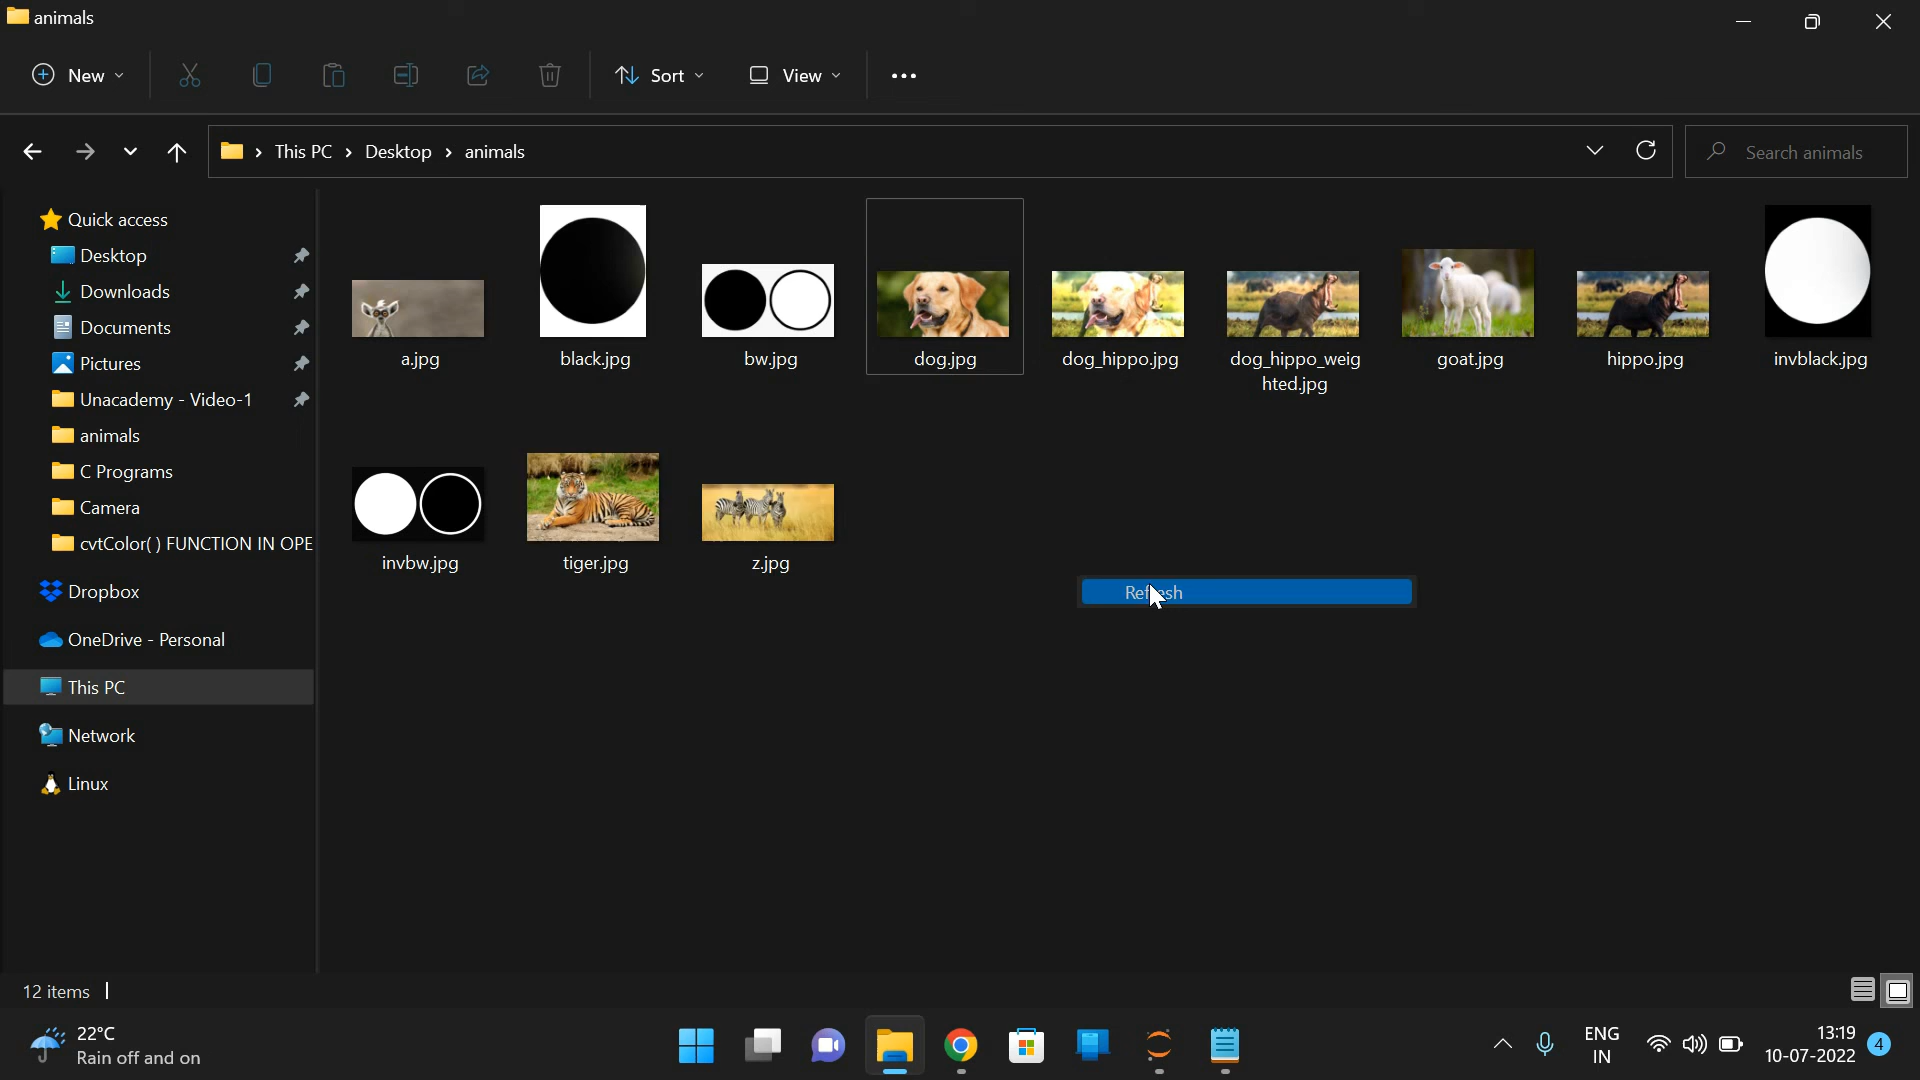 animals
New
Sort
View
This PC
Desktop
animals
Search animals
Quick access
Desktop
Downloads
Documents
Pictures
Unacademy - Video-1
animals
C Programs
Camera
cvtColor( ) FUNCTION IN OPE
Dropbox
OneDrive - Personal
This PC
Network
Linux
a.jpg
black.jpg
bw.jpg
dog.jpg
dog_hippo.jpg
dog_hippo_weig
hted.jpg
goat.jpg
hippo.jpg
invblack.jpg
invbw.jpg
tiger.jpg
z.jpg
Refresh
12 items
22°C
Rain off and on
ENG
IN
13:19
10-07-2022
4